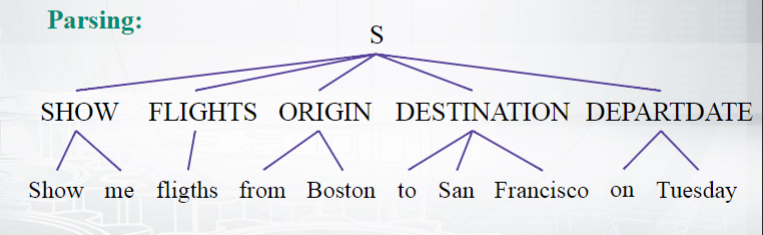 Parsing:
S
SHOW FLIGHTS ORIGIN DESTINATION DEPARTDATE
Show me fligths from Boston to San Francisco on Tuesday